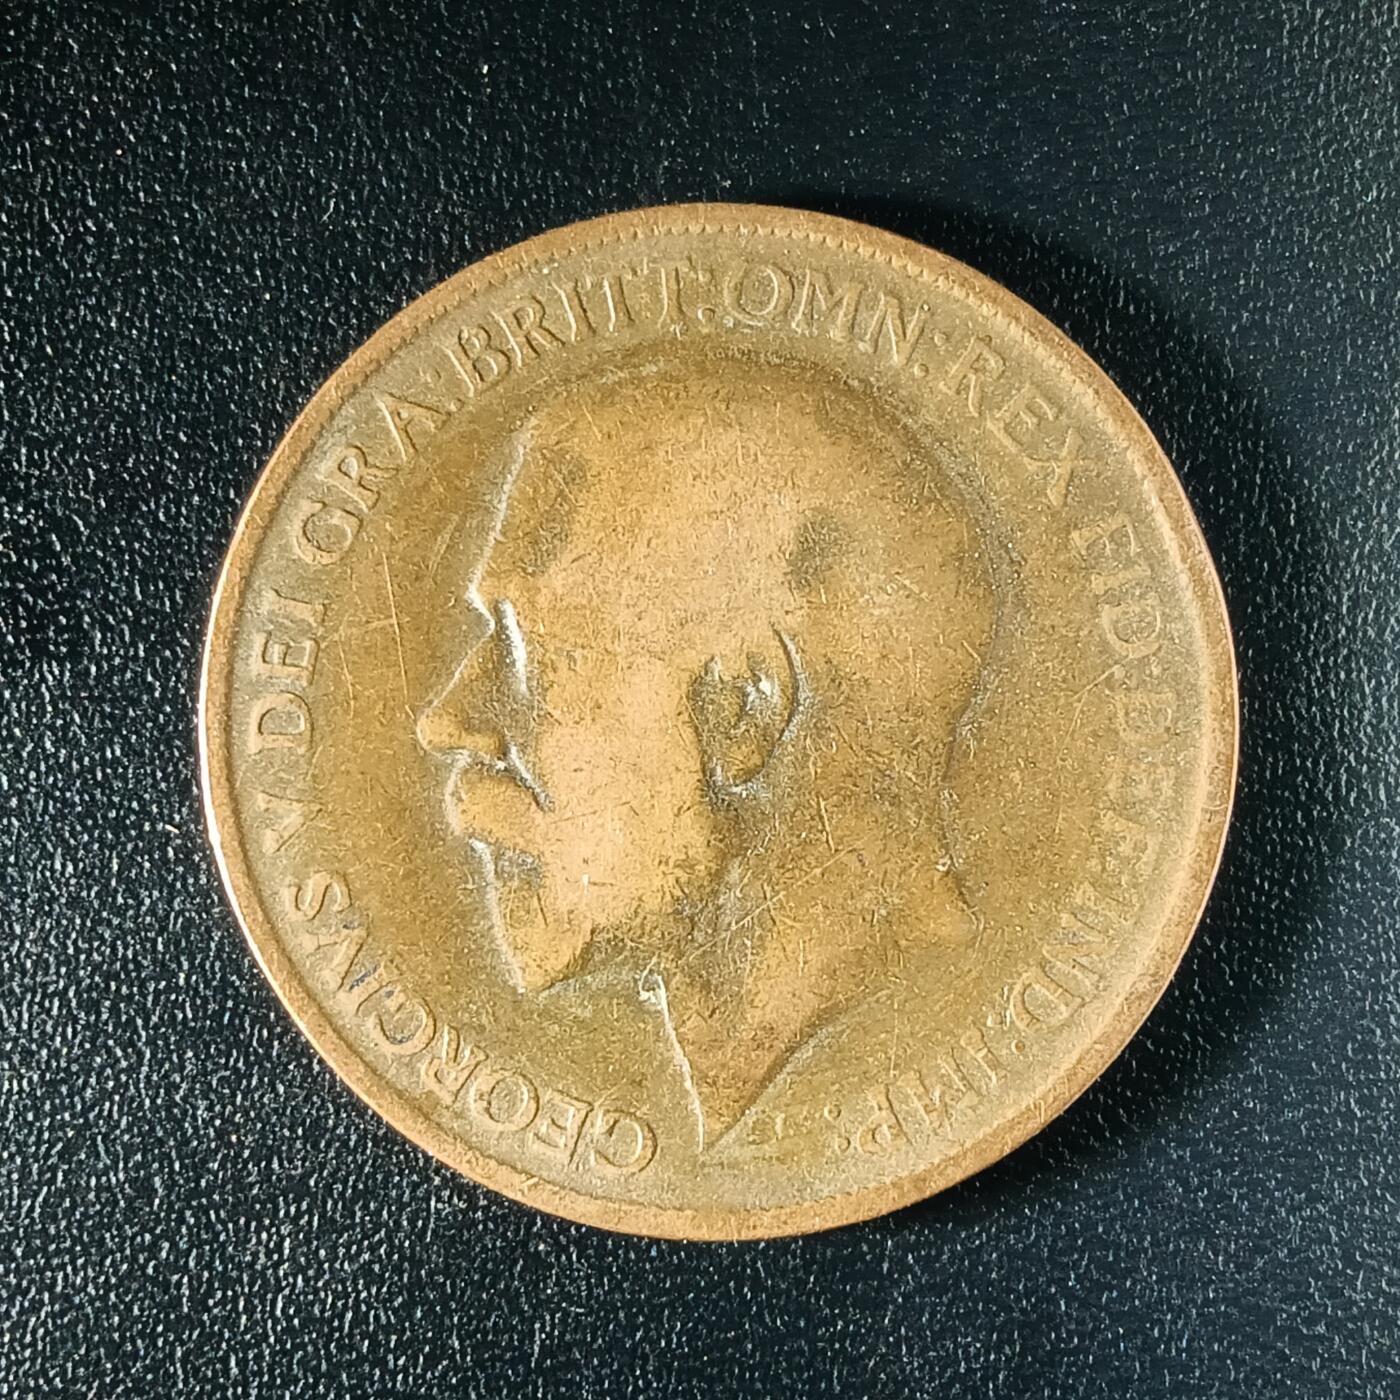 GEORGIVS V DEI GRA: BRITT: OMN: REX FID: DEF: IND: IMP: